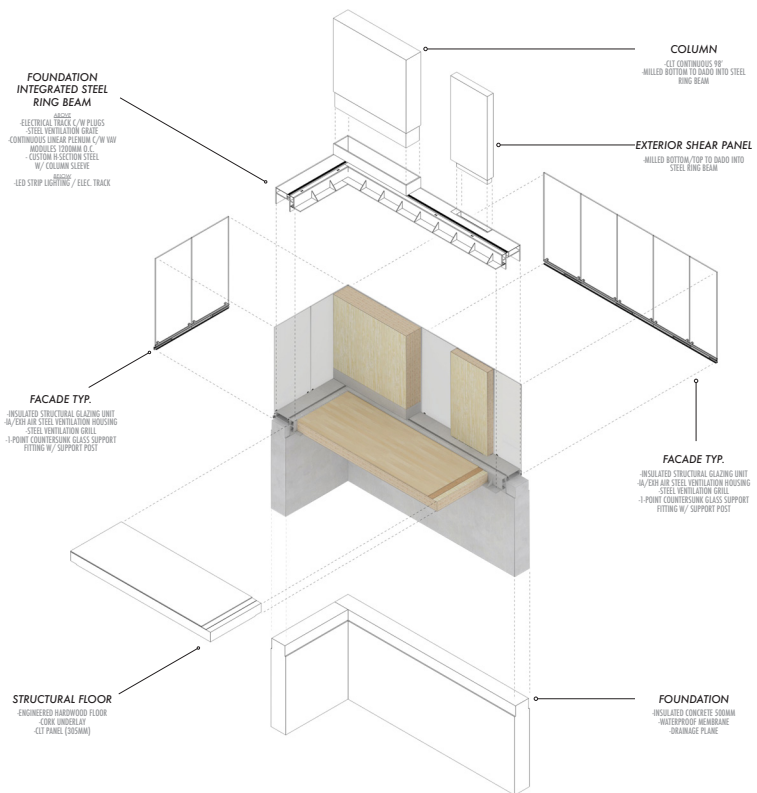 COLUMN
-CLT CONTINUOUS 98'
-MILLED BOTTOM TO DADO INTO STEEL
RING BEAM
FOUNDATION
INTEGRATED STEEL
RING BEAM
ABOVE
-ELECTRICAL TRACK C/W PLUGS
-STEEL VENTILATION GRATE
-CONTINUOUS LINEAR PLENUM C/W VAV
MODULES 1200MM O.C.
- CUSTOM H-SECTION STEEL
W/ COLUMN SLEEVE
BELOW
-LED STRIP LIGHTING / ELEC. TRACK
EXTERIOR SHEAR PANEL
-MILLED BOTTOM/TOP TO DADO INTO
STEEL RING BEAM
FACADE TYP.
-INSULATED STRUCTURAL GLAZING UNIT
-IA/EXH AIR STEEL VENTILATION HOUSING
-STEEL VENTILATION GRILL
-1-POINT COUNTERSUNK GLASS SUPPORT
FITTING W/ SUPPORT POST
FACADE TYP.
-INSULATED STRUCTURAL GLAZING UNIT
-IA/EXH AIR STEEL VENTILATION HOUSING
-STEEL VENTILATION GRILL
-1-POINT COUNTERSUNK GLASS SUPPORT
FITTING W/ SUPPORT POST
STRUCTURAL FLOOR
-ENGINEERED HARDWOOD FLOOR
-CORK UNDERLAY
-CLT PANEL (305MM)
FOUNDATION
-INSULATED CONCRETE 500MM
-WATERPROOF MEMBRANE
-DRAINAGE PLANE